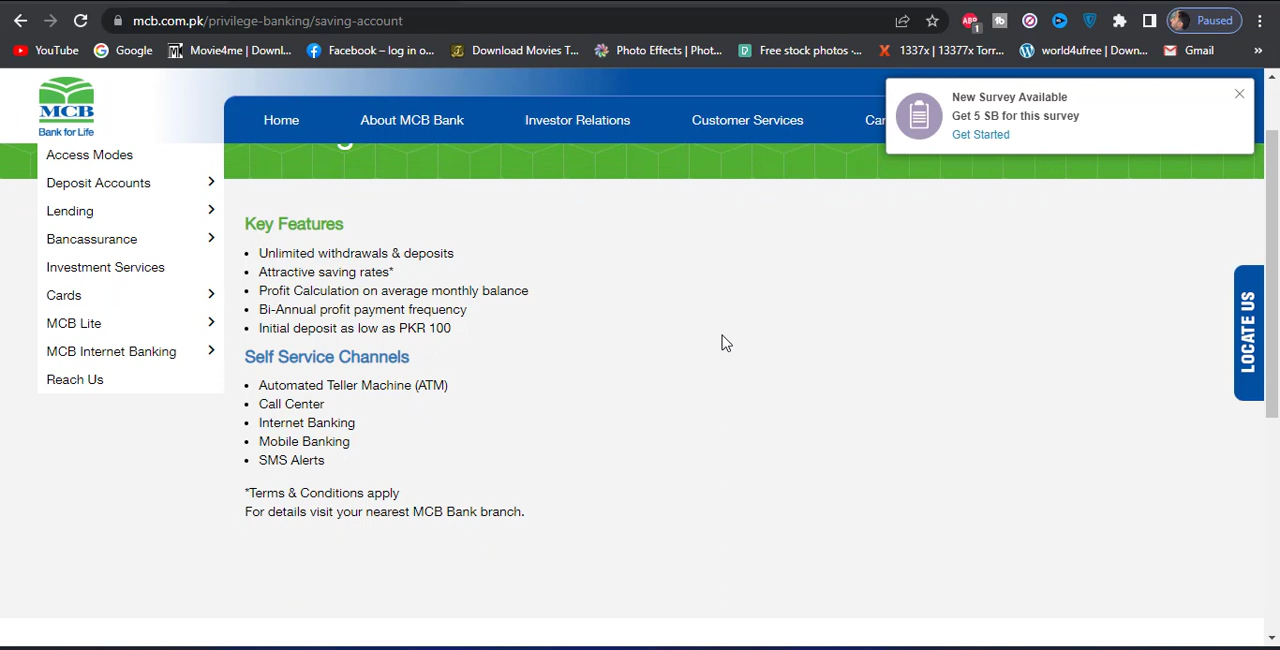 mcb.com.pk/privilege-banking/saving-account
ABP
1
tb
Paused
YouTube
Google
Movie4me | Downl...
Facebook – log in o...
Download Movies T...
Photo Effects | Phot...
Free stock photos ·...
1337x | 13377x Torr...
world4ufree | Down...
Gmail
»
MCB
Bank for Life
Home
About MCB Bank
Investor Relations
Customer Services
Car
New Survey Available
Get 5 SB for this survey
Get Started
Access Modes
Deposit Accounts
Lending
Bancassurance
Investment Services
Cards
MCB Lite
MCB Internet Banking
Reach Us
Key Features
• Unlimited withdrawals & deposits
• Attractive saving rates*
• Profit Calculation on average monthly balance
• Bi-Annual profit payment frequency
• Initial deposit as low as PKR 100
Self Service Channels
• Automated Teller Machine (ATM)
• Call Center
• Internet Banking
• Mobile Banking
• SMS Alerts
*Terms & Conditions apply
For details visit your nearest MCB Bank branch.
LOCATE US